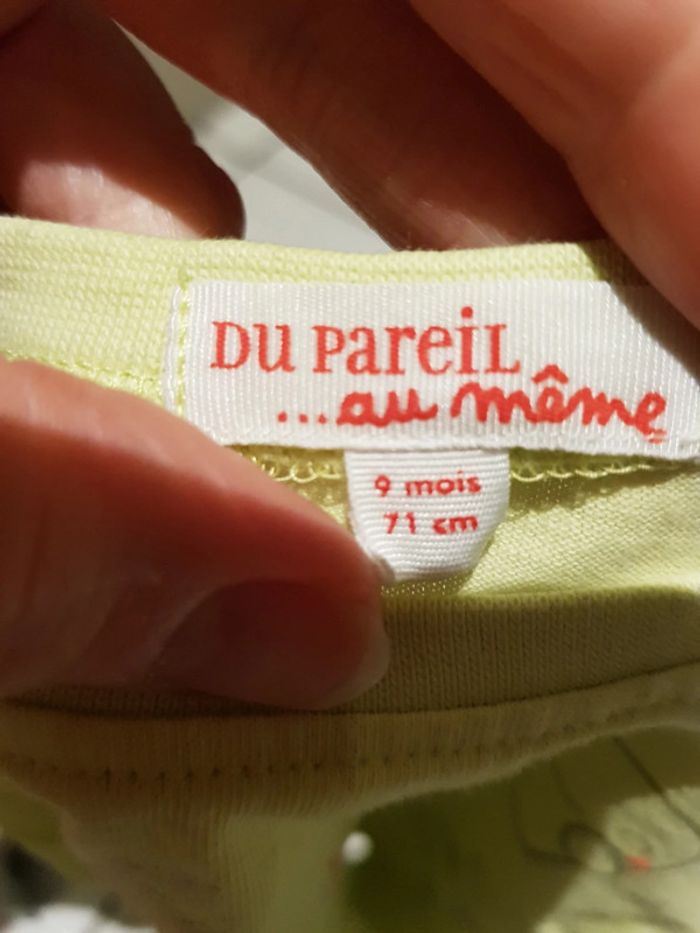 DU PAREIL
...au même
9 mois
71 cm